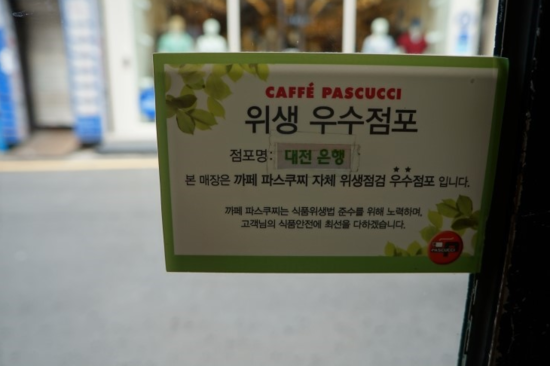 CAFFÉ PASCUCCI
위생 우수점포
점포명: 대전 은행
본 매장은 까페 파스쿠찌 자체 위생점검 우수점포 입니다.
까페 파스쿠찌는 식품위생법 준수를 위해 노력하며,
고객님의 식품안전에 최선을 다하겠습니다.